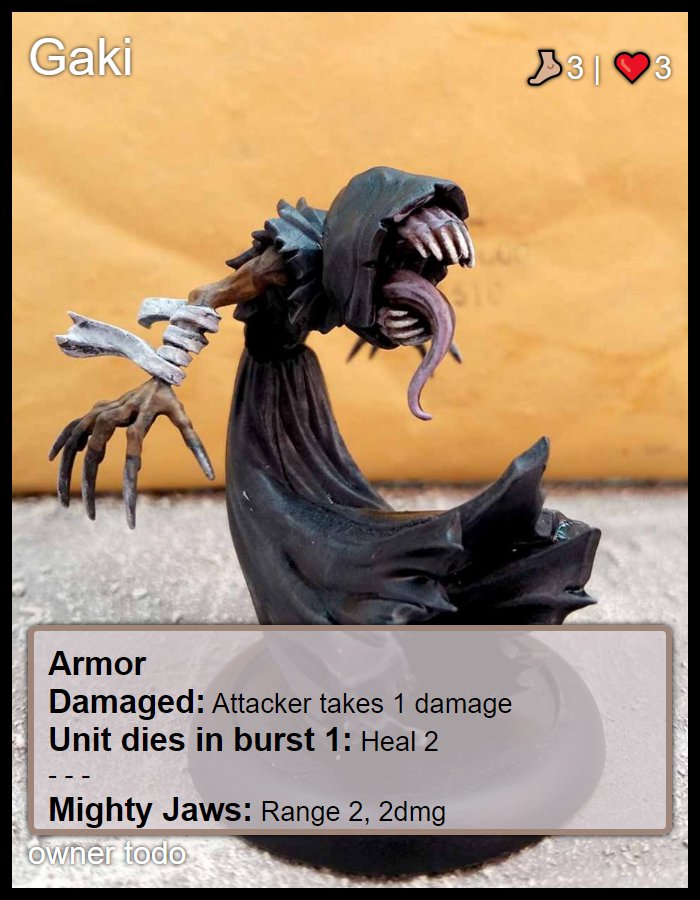 Gaki
3 | 3
Armor
Damaged: Attacker takes 1 damage
Unit dies in burst 1: Heal 2
- - -
Mighty Jaws: Range 2, 2dmg
owner todo